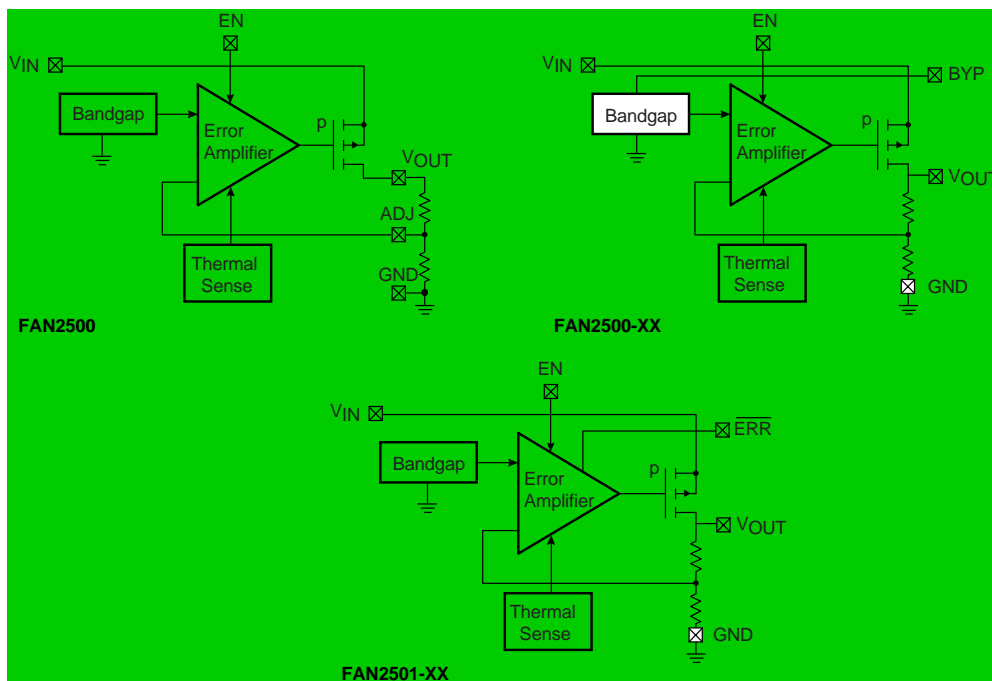 EN
VIN
Bandgap
Error
Amplifier
p
VOUT
ADJ
Thermal
Sense
GND
FAN2500
EN
VIN
BYP
Bandgap
Error
Amplifier
p
VOUT
Thermal
Sense
GND
FAN2500-XX
EN
VIN
ERR
Bandgap
Error
Amplifier
p
VOUT
Thermal
Sense
GND
FAN2501-XX